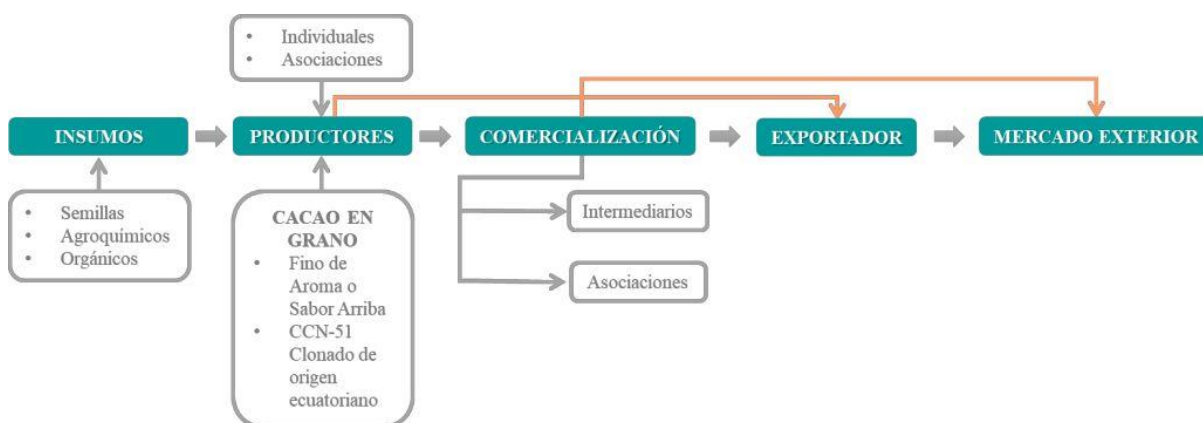 • Individuales
• Asociaciones
INSUMOS
PRODUCTORES
COMERCIALIZACIÓN
EXPORTADOR
MERCADO EXTERIOR
• Semillas
• Agroquímicos
• Orgánicos
CACAO EN
GRANO
• Fino de
Aroma o
Sabor Arriba
• CCN-51
Clonado de
origen
ecuatoriano
Intermediarios
Asociaciones